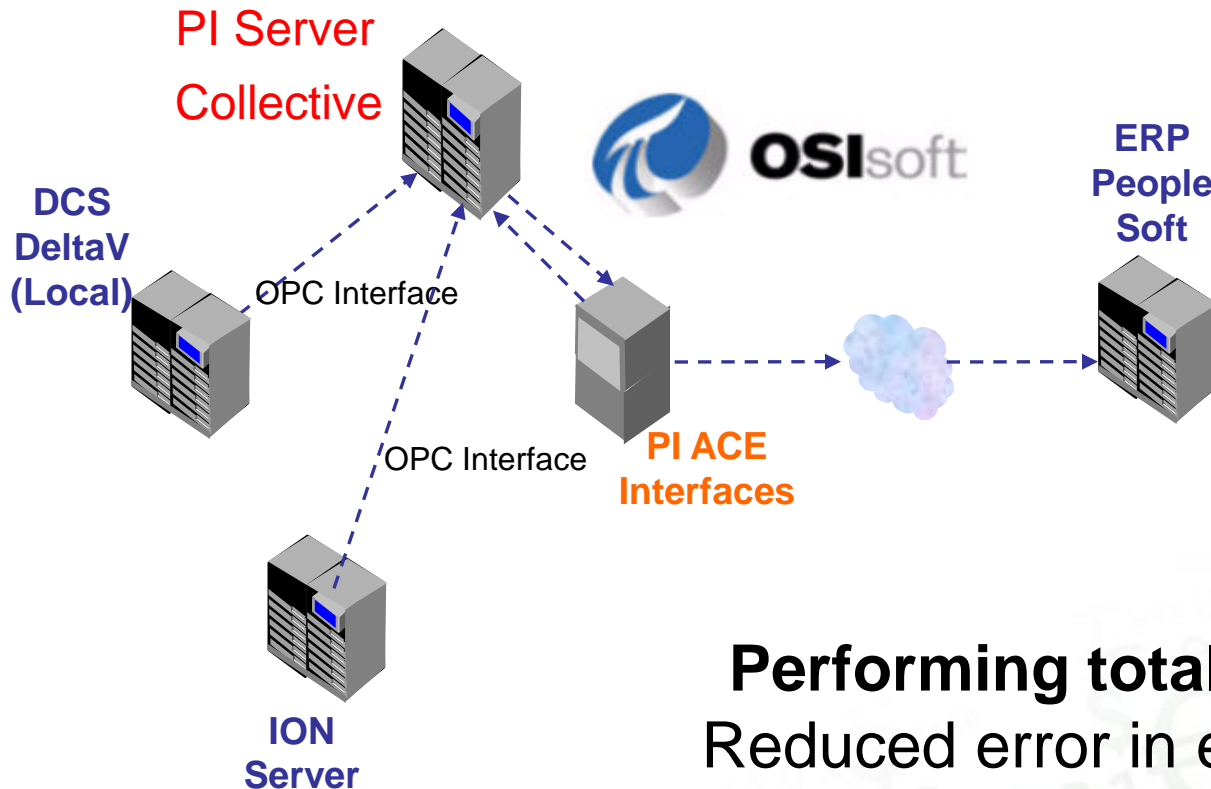 PI Server
Collective
OSIsoft
ERP
People
Soft
DCS
DeltaV
(Local)
OPC Interface
OPC Interface
PI ACE
Interfaces
ION
Server
Performing total
Reduced error in e